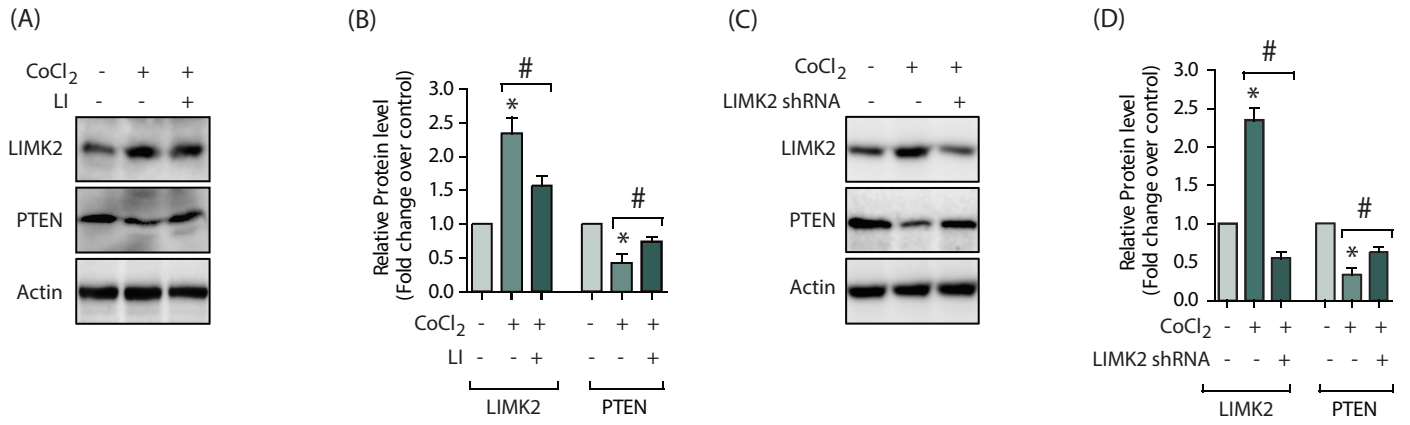 (A)
CoCl2 - + +
LI - - +
LIMK2
PTEN
Actin
(B)
Relative Protein level
(Fold change over control)
3.0
2.5
2.0
1.5
1.0
0.5
0.0
#
*
#
*
CoCl2 - + + - + +
LI - - + - - +
LIMK2 PTEN
(C)
CoCl2 - + +
LIMK2 shRNA - - +
LIMK2
PTEN
Actin
(D)
Relative Protein level
(Fold change over control)
3.0
2.5
2.0
1.5
1.0
0.5
0.0
#
*
#
*
CoCl2 - + + - + +
LIMK2 shRNA - - + - - +
LIMK2 PTEN